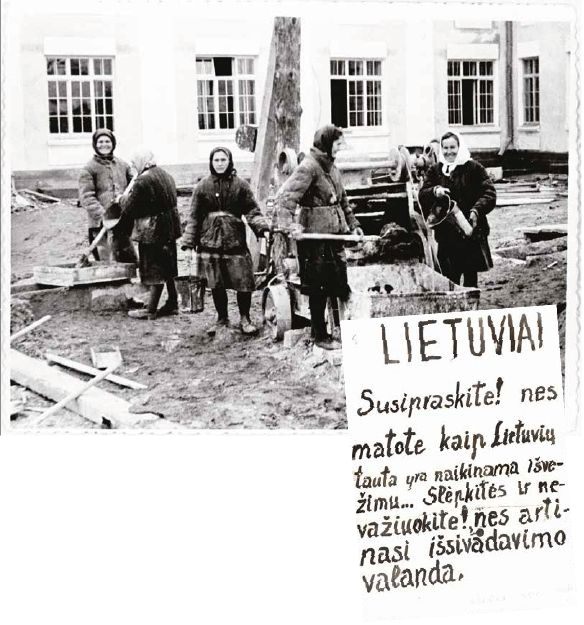 LIETUVIAI
Susipraskite! nes
matote kaip Lietuvių
tauta yra naikinama išve-
žimu... Slėpkitės ir ne-
važiuokite!, nes arti-
nasi išsivadavimo
valanda.